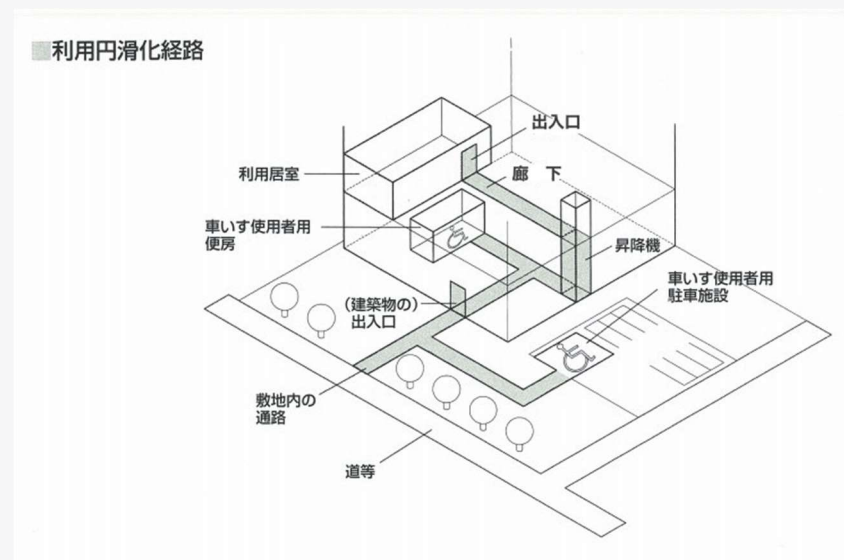 利用円滑化経路
出入口
廊　下
利用居室
車いす使用者用
便房
昇降機
車いす使用者用
駐車施設
（建築物の）
出入口
敷地内の
通路
道等